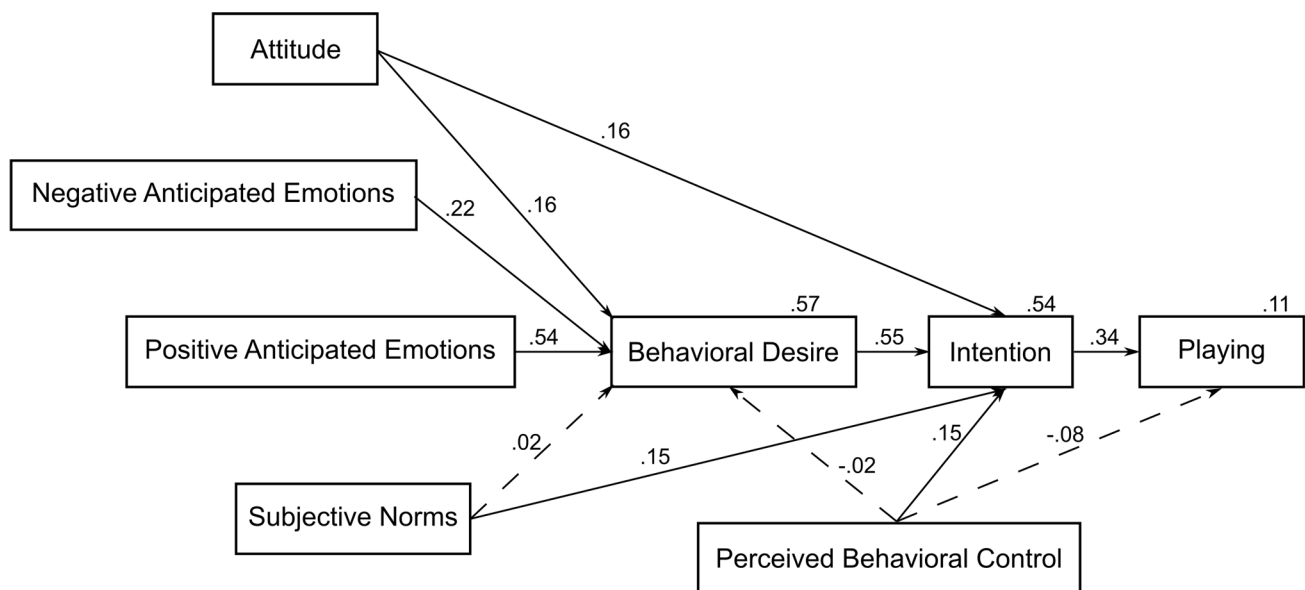 Attitude
.16
Negative Anticipated Emotions
.22
.16
.57
.54
.11
Positive Anticipated Emotions
.54
Behavioral Desire
.55
Intention
.34
Playing
.02
.15
-.02
.15
-.08
Subjective Norms
Perceived Behavioral Control